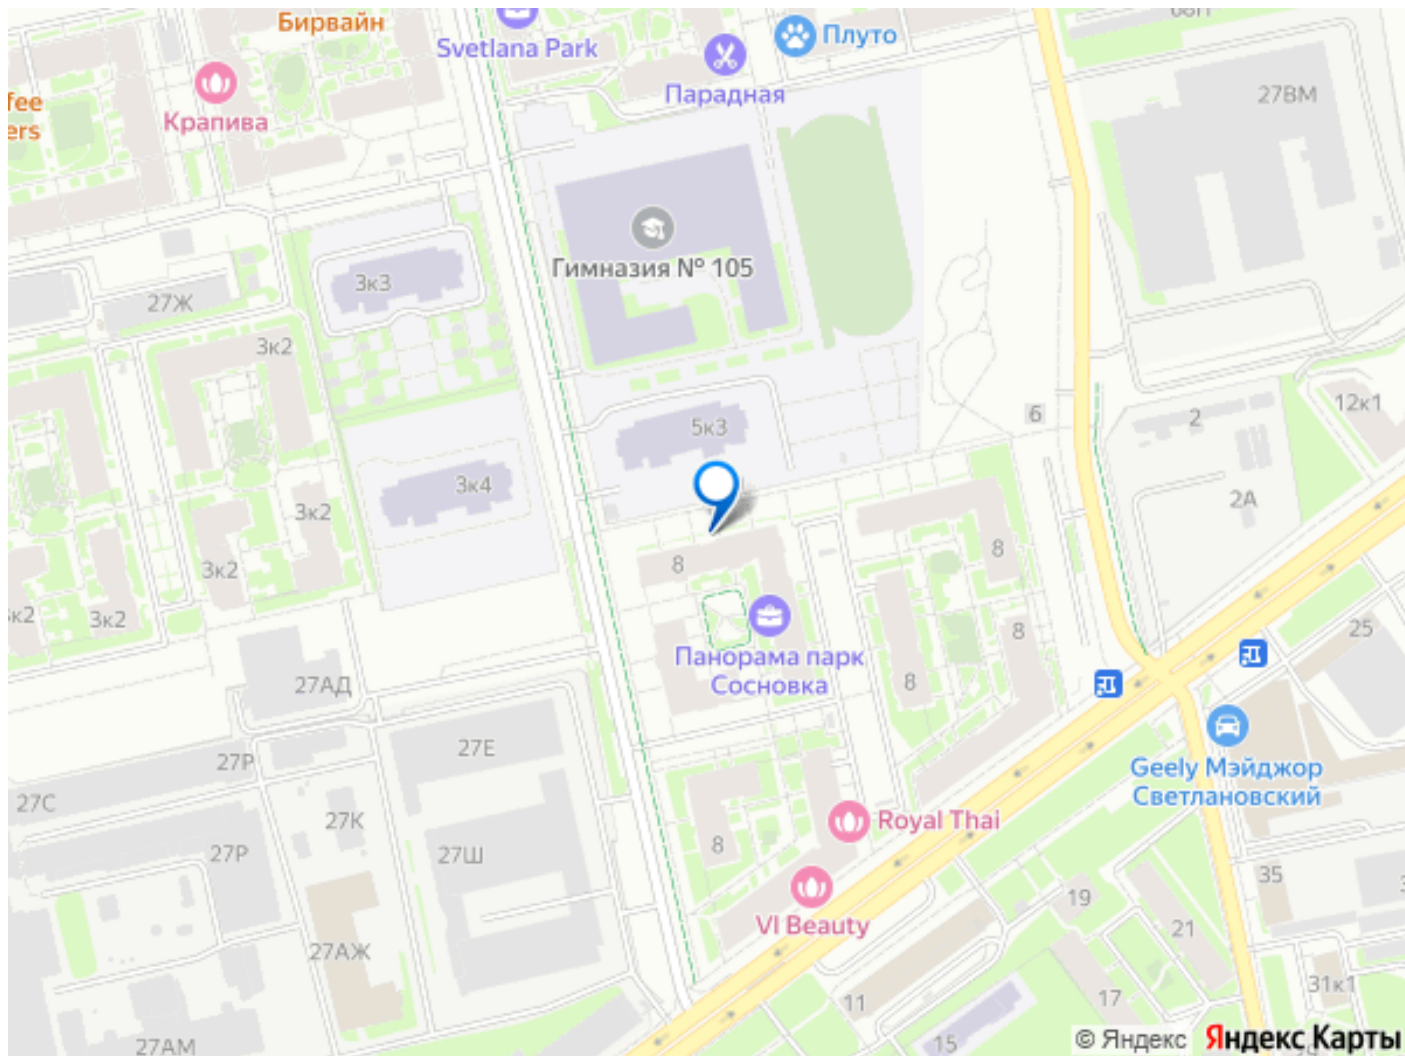 Бирвайн
Svetlana Park
Плуто
Парадная
Крапива
fee
ers
27ВМ
Гимназия № 105
3к3
27Ж
3к2
12к1
6
2
5к3
3к4
2А
3к2
3к2
8
8
к2
3к2
8
25
Панорама парк
Сосновка
8
27АД
27Е
27Р
Geely Мэйджор
Светлановский
27С
27К
Royal Thai
8
27Р
27Ш
35
19
VI Beauty
21
27АЖ
31к1
11
17
15
27АМ
© Яндекс
Яндекс Карты